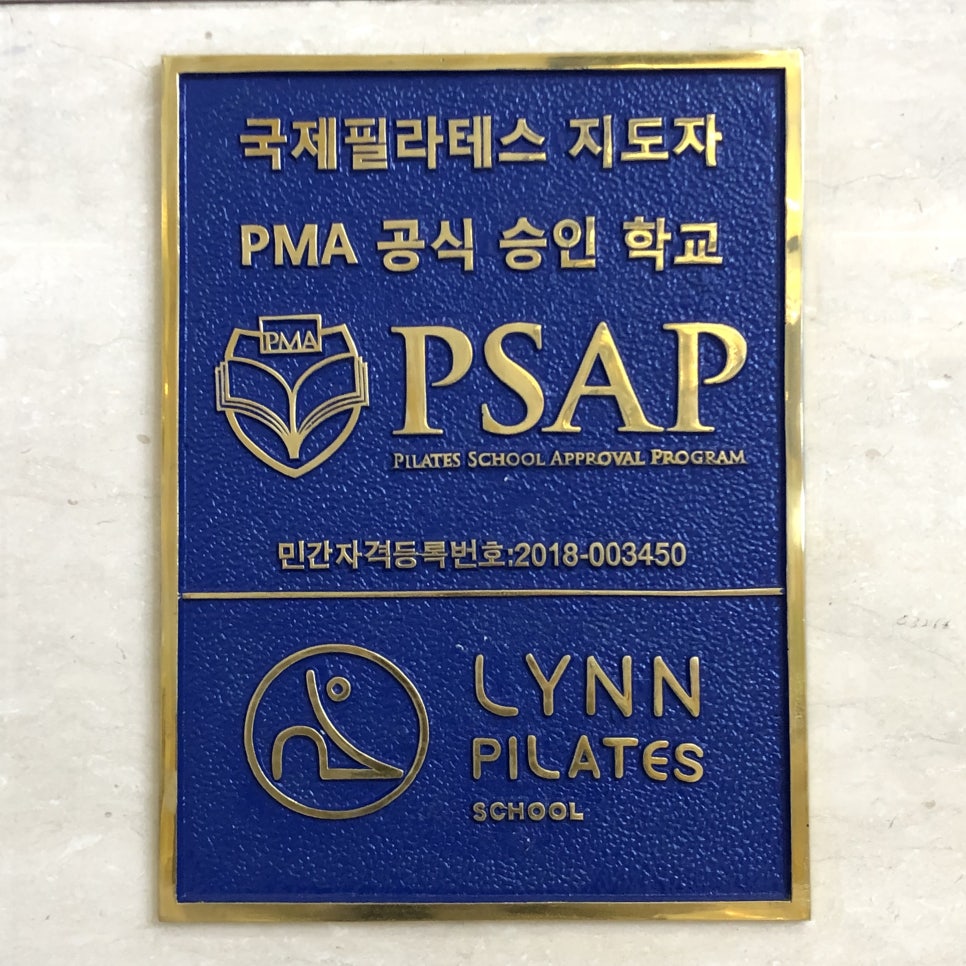 국제필라테스 지도자
PMA 공식 승인 학교
PMA
PSAP
PILATES SCHOOL APPROVAL PROGRAM
민간자격등록번호:2018-003450
LYNN
PILATES
SCHOOL